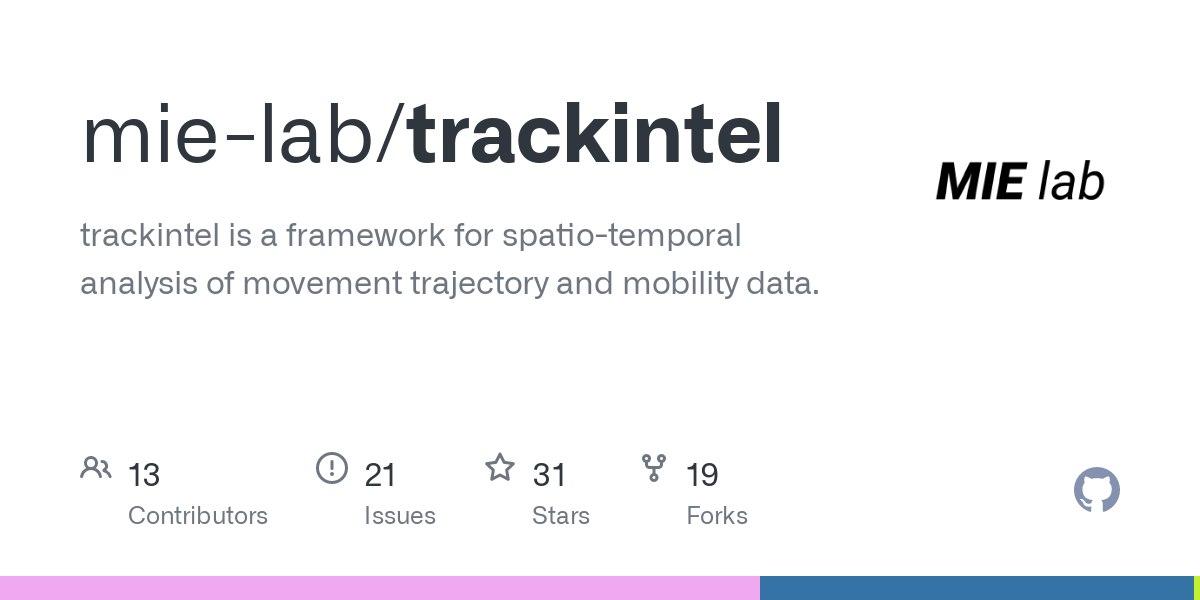 mie-lab/trackintel
MIE lab
trackintel is a framework for spatio-temporal
analysis of movement trajectory and mobility data.
13
Contributors
21
Issues
31
Stars
19
Forks